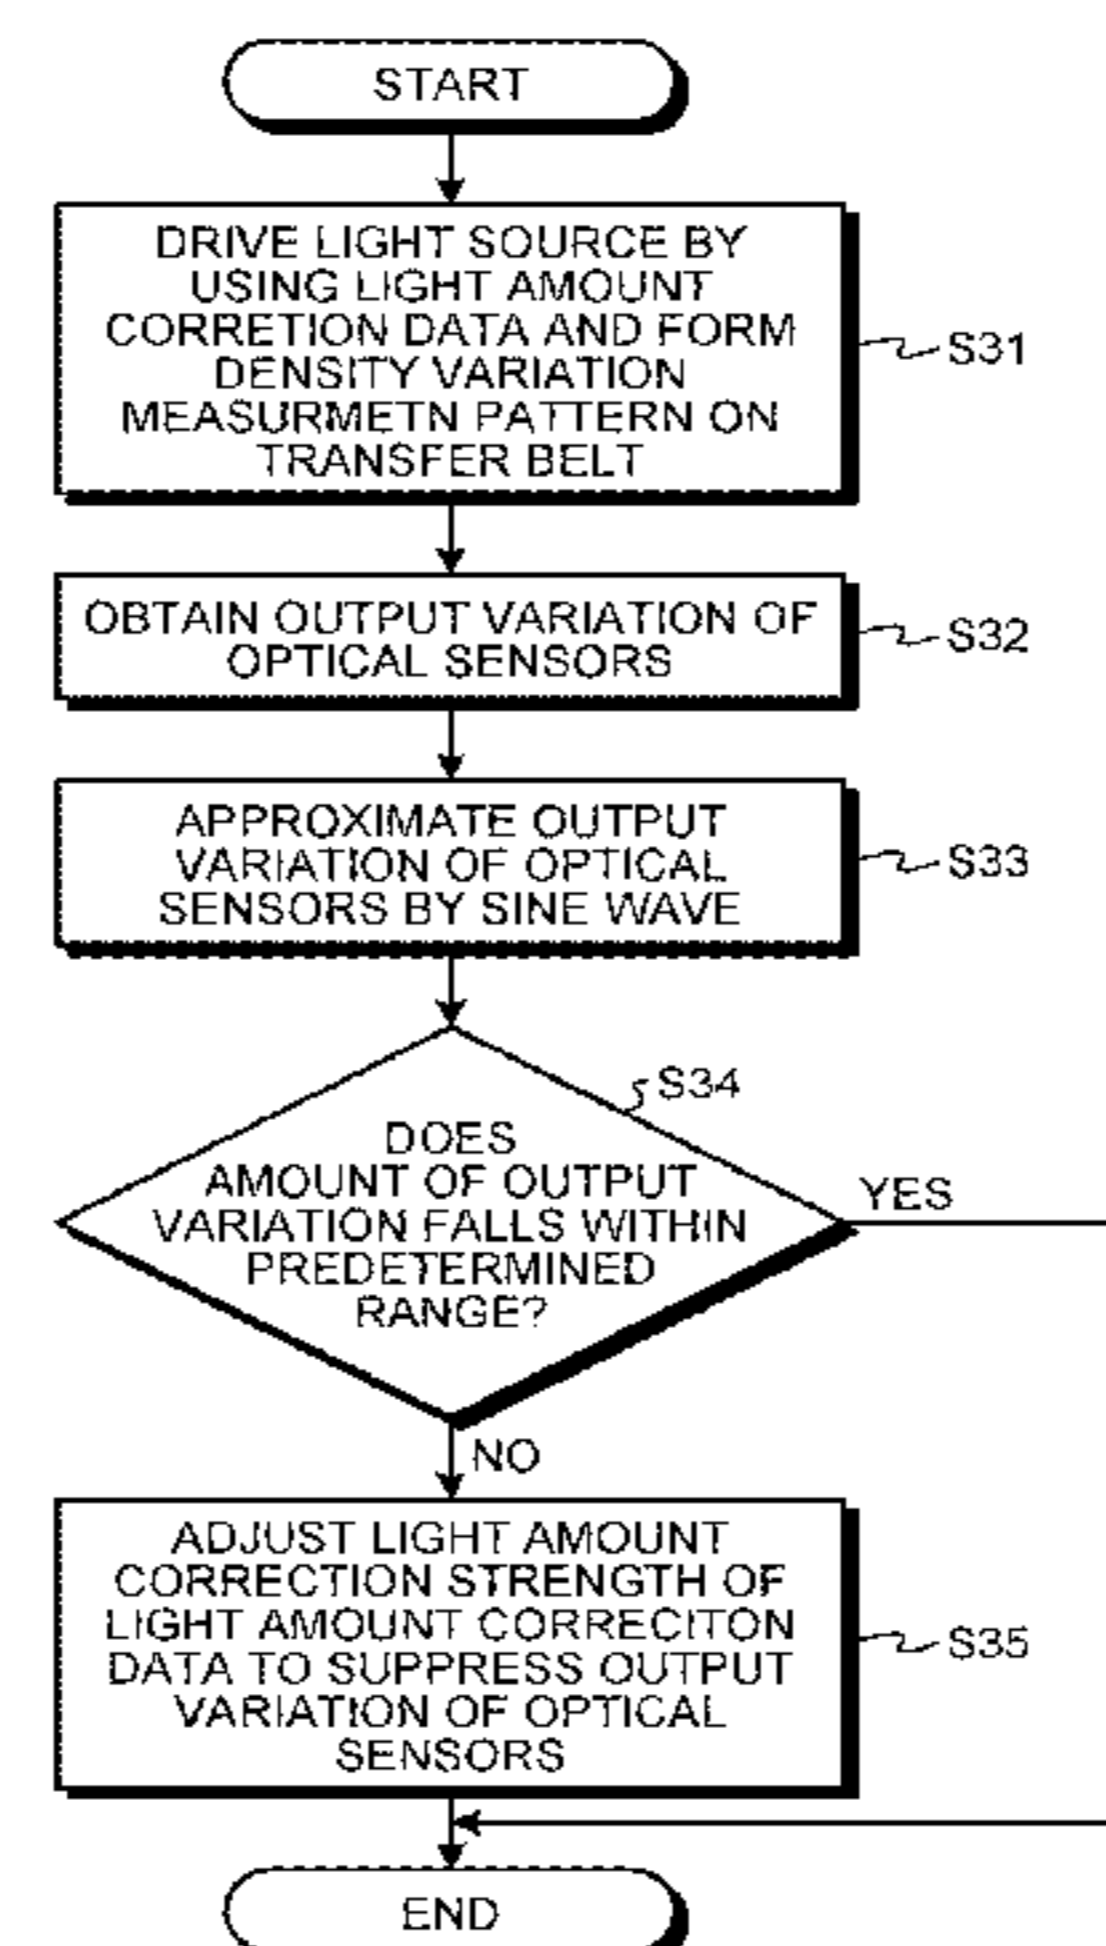 START
DRIVE LIGHT SOURCE BY
USING LIGHT AMOUNT
CORRETION DATA AND FORM
DENSITY VARIATION
MEASURMETN PATTERN ON
TRANSFER BELT
S31
OBTAIN OUTPUT VARIATION OF
OPTICAL SENSORS
S32
APPROXIMATE OUTPUT
VARIATION OF OPTICAL
SENSORS BY SINE WAVE
S33
S34
DOES
AMOUNT OF OUTPUT
VARIATION FALLS WITHIN
PREDETERMINED
RANGE?
YES
NO
ADJUST LIGHT AMOUNT
CORRECTION STRENGTH OF
LIGHT AMOUNT CORRECITON
DATA TO SUPPRESS OUTPUT
VARIATION OF OPTICAL
SENSORS
S35
END